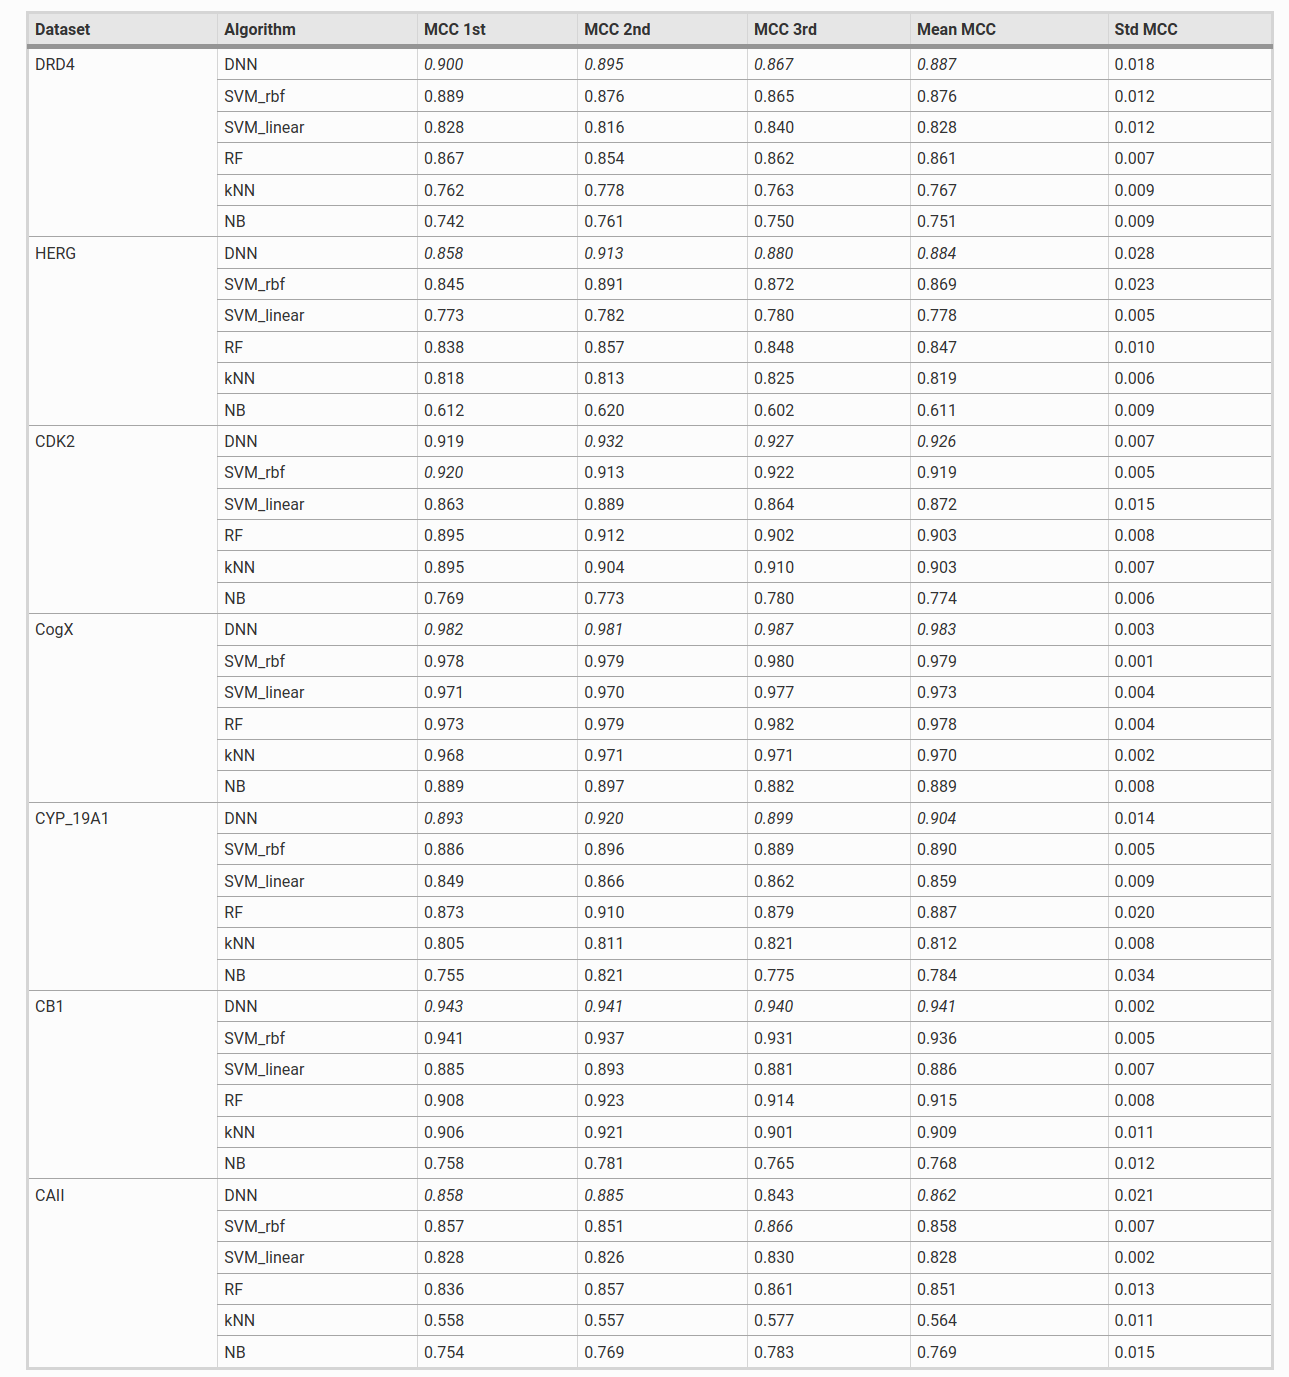 Dataset Algorithm MCC 1st MCC 2nd MCC 3rd Mean MCC Std MCC
DRD4 DNN 0.900 0.895 0.867 0.887 0.018
SVM_rbf 0.889 0.876 0.865 0.876 0.012
SVM_linear 0.828 0.816 0.840 0.828 0.012
RF 0.867 0.854 0.862 0.861 0.007
kNN 0.762 0.778 0.763 0.767 0.009
NB 0.742 0.761 0.750 0.751 0.009
HERG DNN 0.858 0.913 0.880 0.884 0.028
SVM_rbf 0.845 0.891 0.872 0.869 0.023
SVM_linear 0.773 0.782 0.780 0.778 0.005
RF 0.838 0.857 0.848 0.847 0.010
kNN 0.818 0.813 0.825 0.819 0.006
NB 0.612 0.620 0.602 0.611 0.009
CDK2 DNN 0.919 0.932 0.927 0.926 0.007
SVM_rbf 0.920 0.913 0.922 0.919 0.005
SVM_linear 0.863 0.889 0.864 0.872 0.015
RF 0.895 0.912 0.902 0.903 0.008
kNN 0.895 0.904 0.910 0.903 0.007
NB 0.769 0.773 0.780 0.774 0.006
CogX DNN 0.982 0.981 0.987 0.983 0.003
SVM_rbf 0.978 0.979 0.980 0.979 0.001
SVM_linear 0.971 0.970 0.977 0.973 0.004
RF 0.973 0.979 0.982 0.978 0.004
kNN 0.968 0.971 0.971 0.970 0.002
NB 0.889 0.897 0.882 0.889 0.008
CYP_19A1 DNN 0.893 0.920 0.899 0.904 0.014
SVM_rbf 0.886 0.896 0.889 0.890 0.005
SVM_linear 0.849 0.866 0.862 0.859 0.009
RF 0.873 0.910 0.879 0.887 0.020
kNN 0.805 0.811 0.821 0.812 0.008
NB 0.755 0.821 0.775 0.784 0.034
CB1 DNN 0.943 0.941 0.940 0.941 0.002
SVM_rbf 0.941 0.937 0.931 0.936 0.005
SVM_linear 0.885 0.893 0.881 0.886 0.007
RF 0.908 0.923 0.914 0.915 0.008
kNN 0.906 0.921 0.901 0.909 0.011
NB 0.758 0.781 0.765 0.768 0.012
CAII DNN 0.858 0.885 0.843 0.862 0.021
SVM_rbf 0.857 0.851 0.866 0.858 0.007
SVM_linear 0.828 0.826 0.830 0.828 0.002
RF 0.836 0.857 0.861 0.851 0.013
kNN 0.558 0.557 0.577 0.564 0.011
NB 0.754 0.769 0.783 0.769 0.015